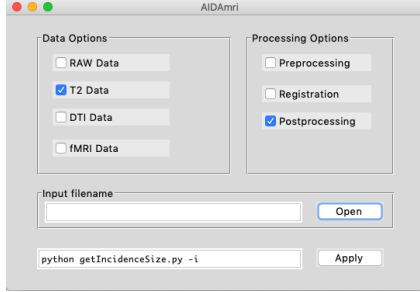 AIDAmri
Data Options
RAW Data
T2 Data
DTI Data
fMRI Data
Processing Options
Preprocessing
Registration
Postprocessing
Input filename
Open
python getIncidenceSize.py -i
Apply